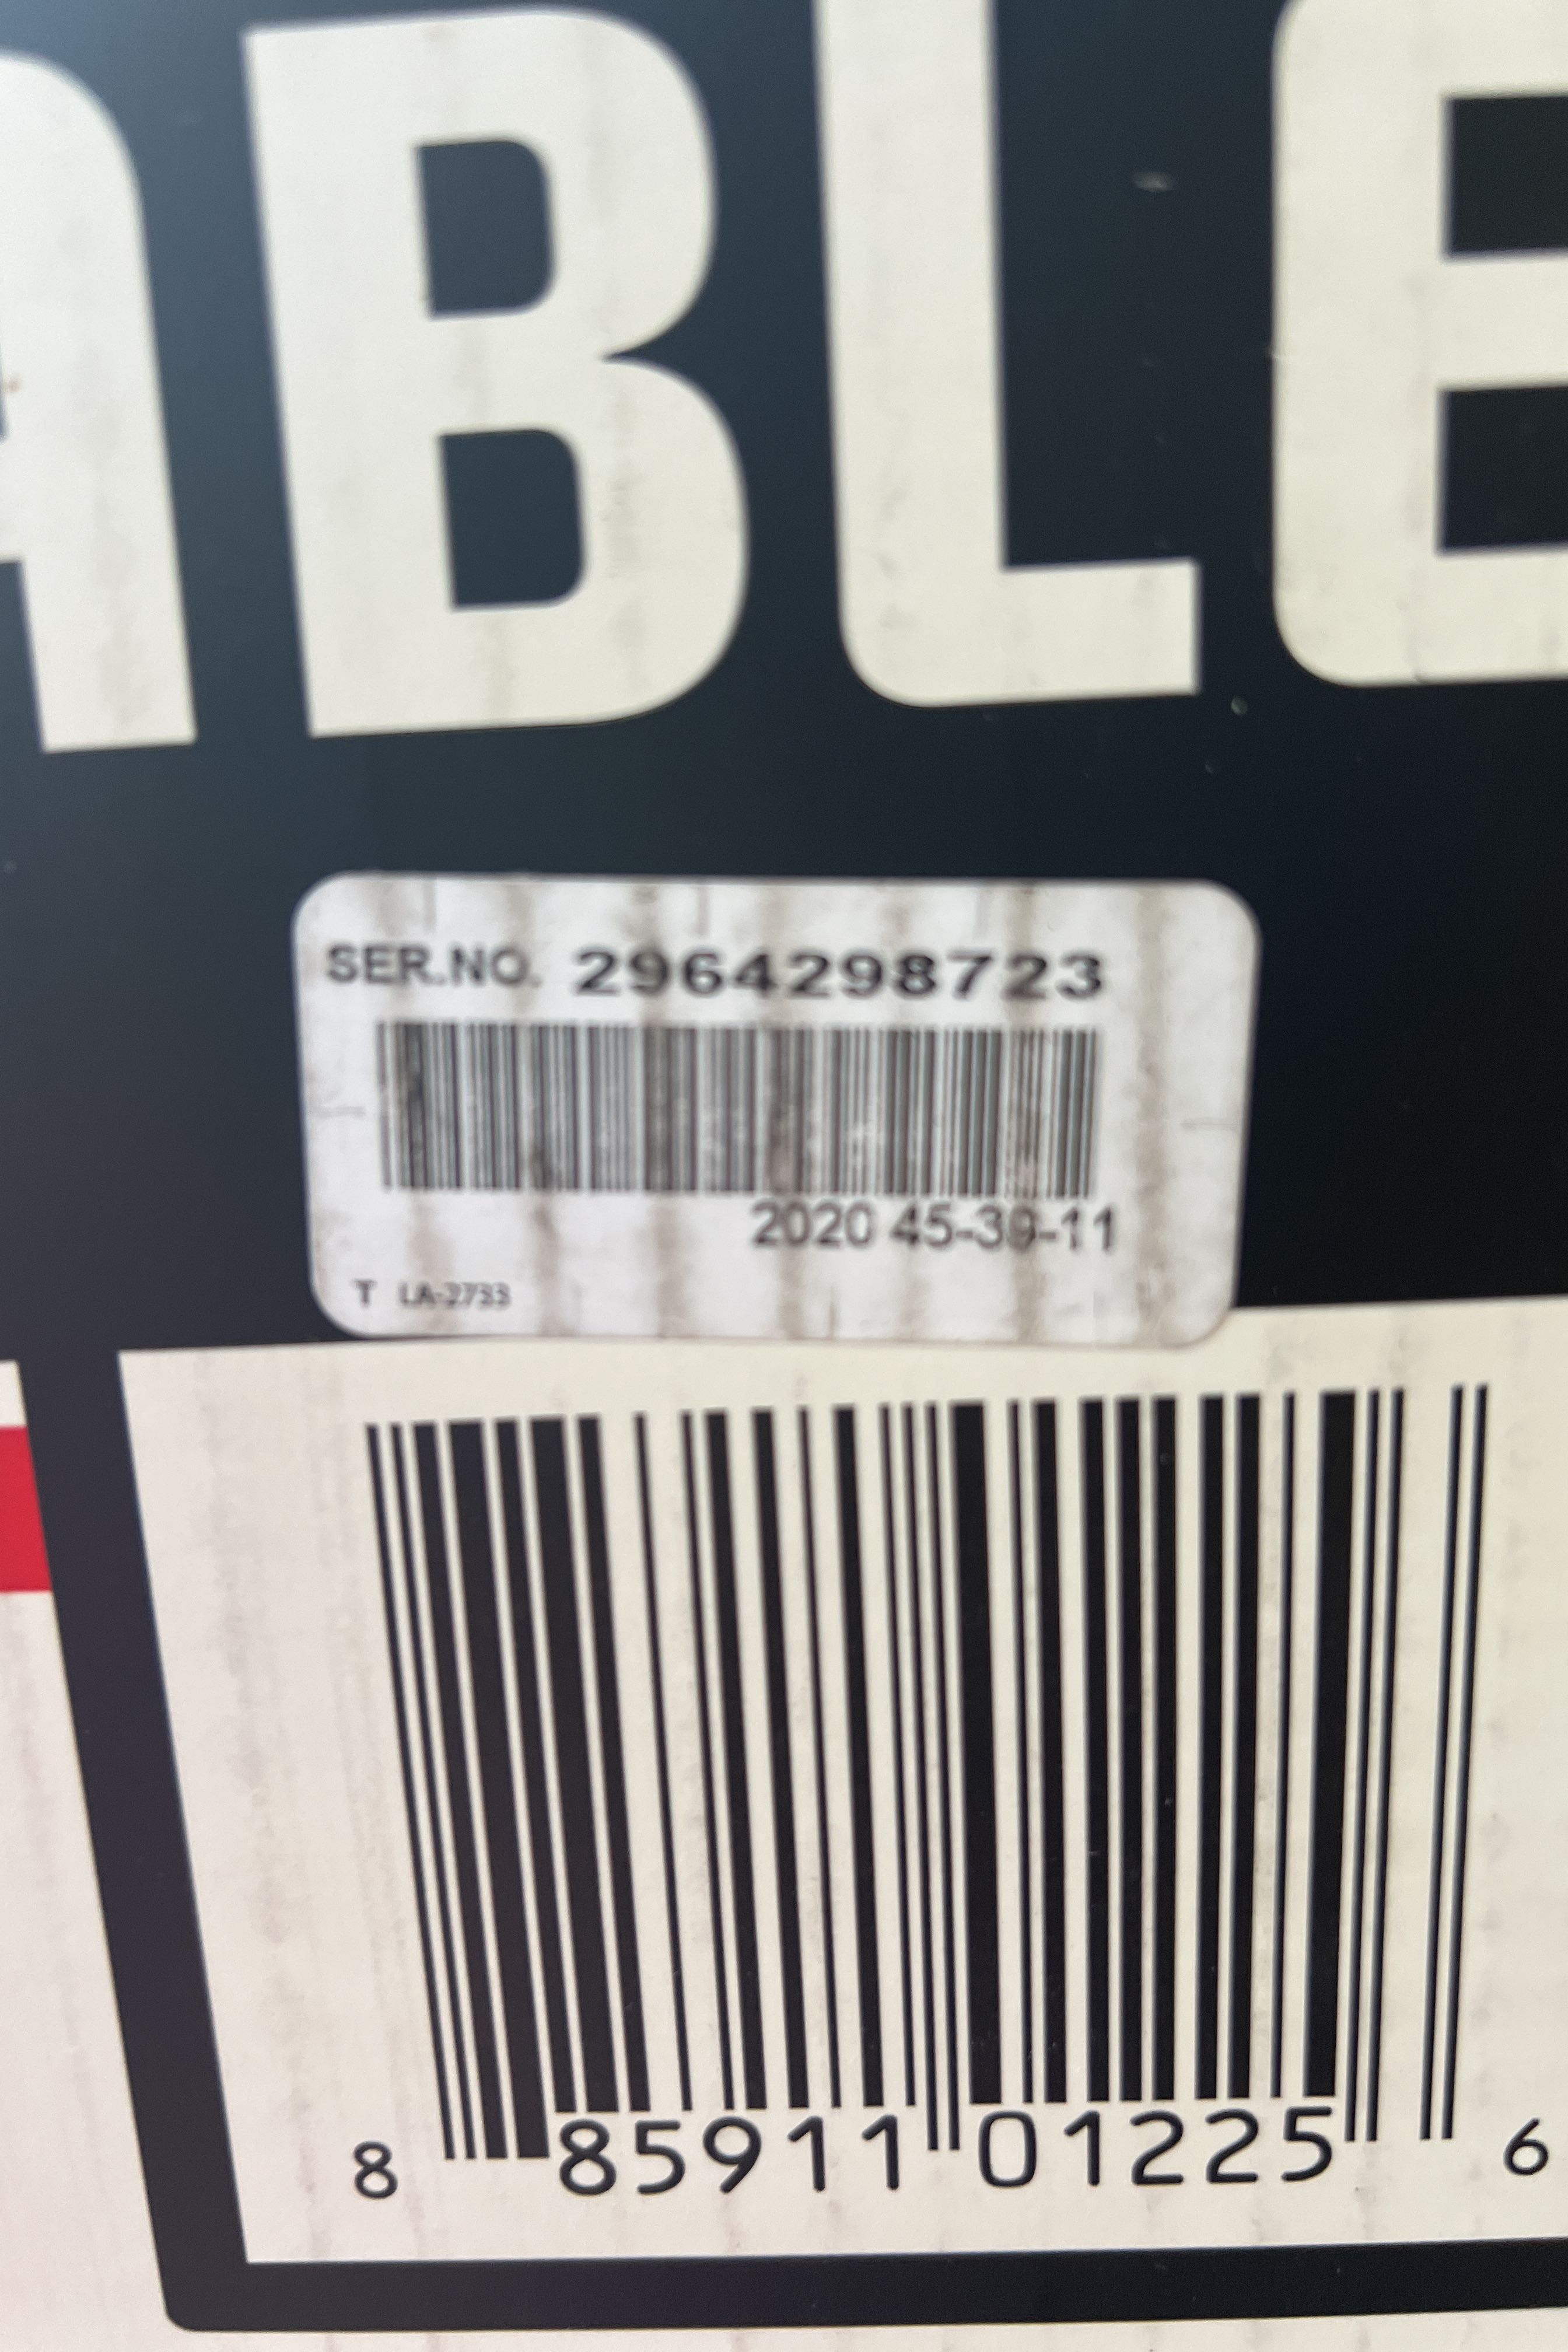 ABLE
SER.NO. 2964298723
2020 45-39-11
T LA-2733
8 85911 01225 6